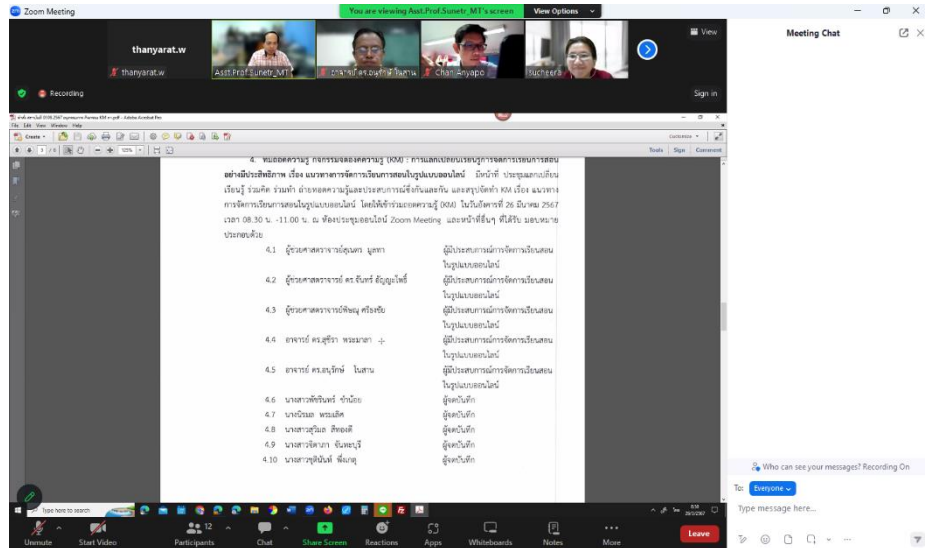 Zoom Meeting
You are viewing Asst.Prof.Sunetr_MT's screen
View Options
thanyarat.w
thanyarat.w
Asst.Prof.Sunetr_MT
อาจารย์ ดร.อนุรักษ์ ในสาน
Chan Anyapo
sucheera
View
Recording
Sign in
Meeting Chat
File Edit View Window Help
Create
Customize
125%
Tools Sign Comment
4. ทีมถอดความรู้ กิจกรรมจัดองค์ความรู้ (KM) : การแลกเปลี่ยนเรียนรู้การจัดการเรียนการสอน
อย่างมีประสิทธิภาพ เรื่อง แนวทางการจัดการเรียนการสอนในรูปแบบออนไลน์ มีหน้าที่ ประชุมแลกเปลี่ยน
เรียนรู้ ร่วมคิด ร่วมทำ ถ่ายทอดความรู้และประสบการณ์ซึ่งกันและกัน และสรุปจัดทำ KM เรื่อง แนวทาง
การจัดการเรียนการสอนในรูปแบบออนไลน์ โดยให้เข้าร่วมถอดความรู้ (KM) ในวันอังคารที่ 26 มีนาคม 2567
เวลา 08.30 น. -11.00 น. ณ ห้องประชุมออนไลน์ Zoom Meeting และหน้าที่อื่นๆ ที่ได้รับ มอบหมาย
ประกอบด้วย
4.1 ผู้ช่วยศาสตราจารย์สุเนตร มูลทา ผู้มีประสบการณ์การจัดการเรียนสอน
ในรูปแบบออนไลน์
4.2 ผู้ช่วยศาสตราจารย์ ดร.จันทร์ อัญญะโพธิ์ ผู้มีประสบการณ์การจัดการเรียนสอน
ในรูปแบบออนไลน์
4.3 ผู้ช่วยศาสตราจารย์พิษณุ ศรีธงชัย ผู้มีประสบการณ์การจัดการเรียนสอน
ในรูปแบบออนไลน์
4.4 อาจารย์ ดร.สุชีรา พระมาลา ผู้มีประสบการณ์การจัดการเรียนสอน
ในรูปแบบออนไลน์
4.5 อาจารย์ ดร.อนุรักษ์ ในสาน ผู้มีประสบการณ์การจัดการเรียนสอน
ในรูปแบบออนไลน์
4.6 นางสาวพัชรินทร์ ขำน้อย ผู้จดบันทึก
4.7 นางนิรมล พรมเลิศ ผู้จดบันทึก
4.8 นางสาวสุวิมล สีทองดี ผู้จดบันทึก
4.9 นางสาวจิดาภา จันทะบุรี ผู้จดบันทึก
4.10 นางสาวชุตินันท์ พึ่งเกตุ ผู้จดบันทึก
Who can see your messages? Recording On
To: Everyone
Type message here...
Type here to search
Unmute
Start Video
12
Participants
Chat
Share Screen
Reactions
Apps
Whiteboards
Notes
More
Leave